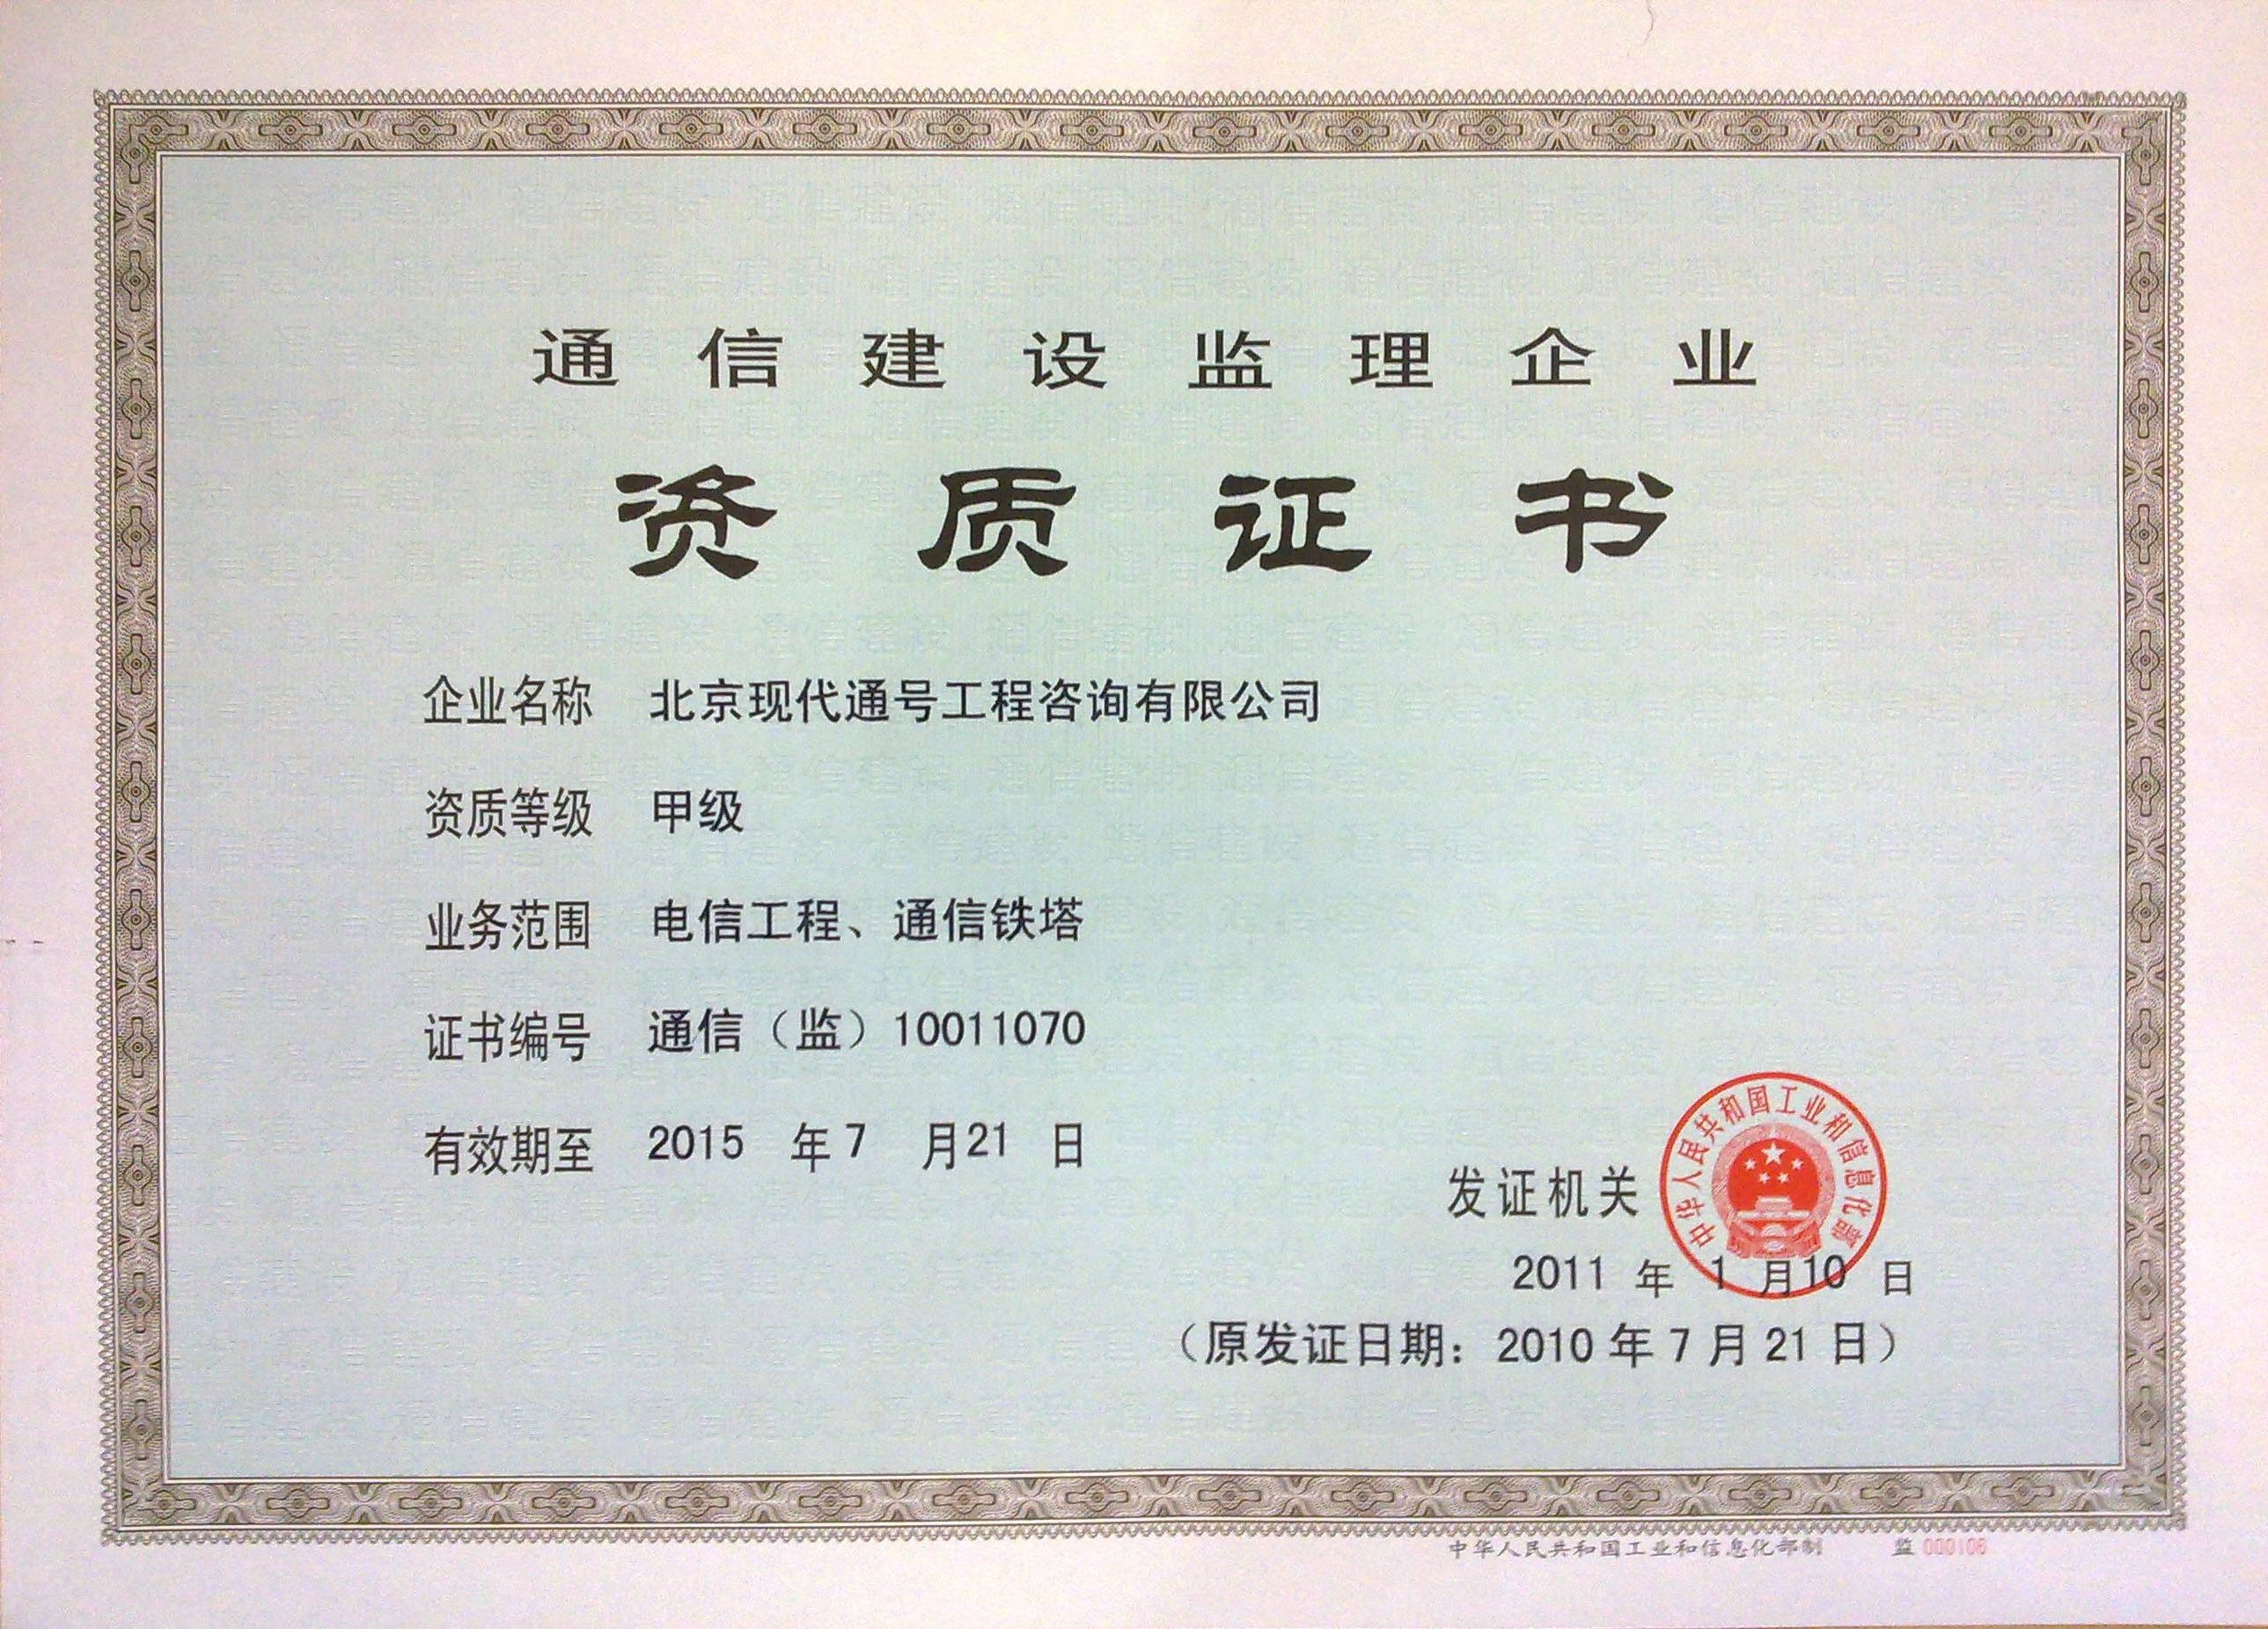 通信建设监理企业
资质证书
企业名称 北京现代通号工程咨询有限公司
资质等级 甲级
业务范围 电信工程、通信铁塔
证书编号 通信（监）10011070
有效期至 2015 年7 月21 日
中华人民共和国工业和信息化部
发证机关
2011 年 1 月10 日
（原发证日期：2010年7月21日）
中华人民共和国工业和信息化部制 监 000106